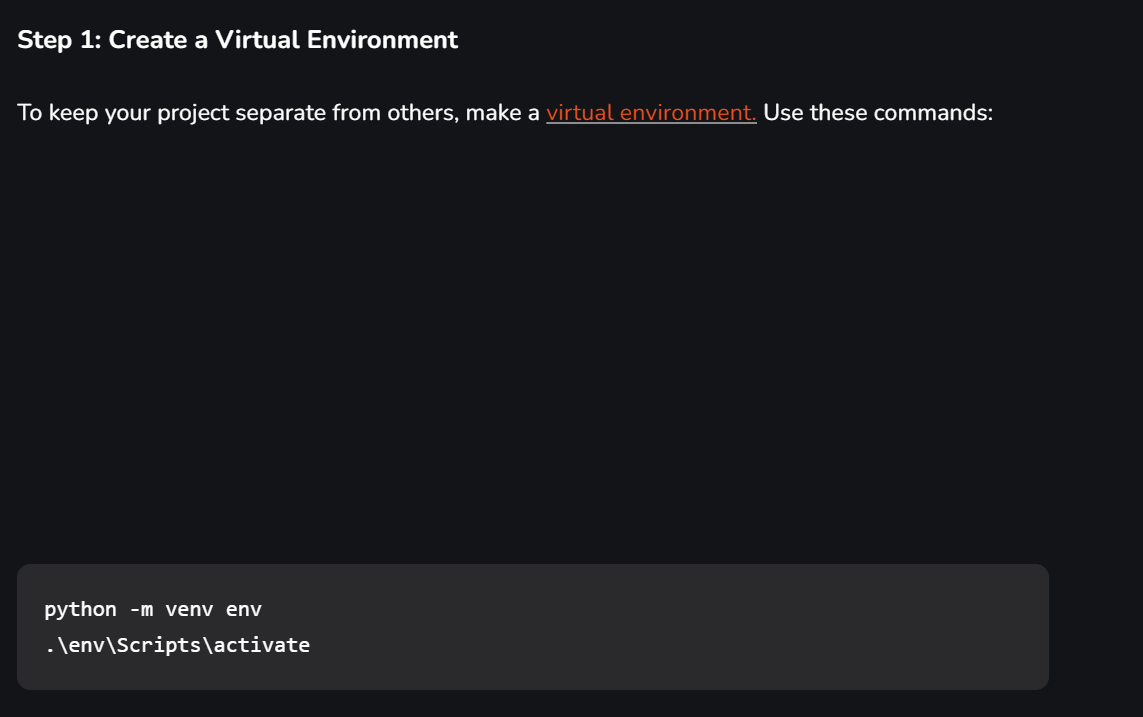 Step 1: Create a Virtual Environment
To keep your project separate from others, make a virtual environment. Use these commands:
python -m venv env
.\env\Scripts\activate